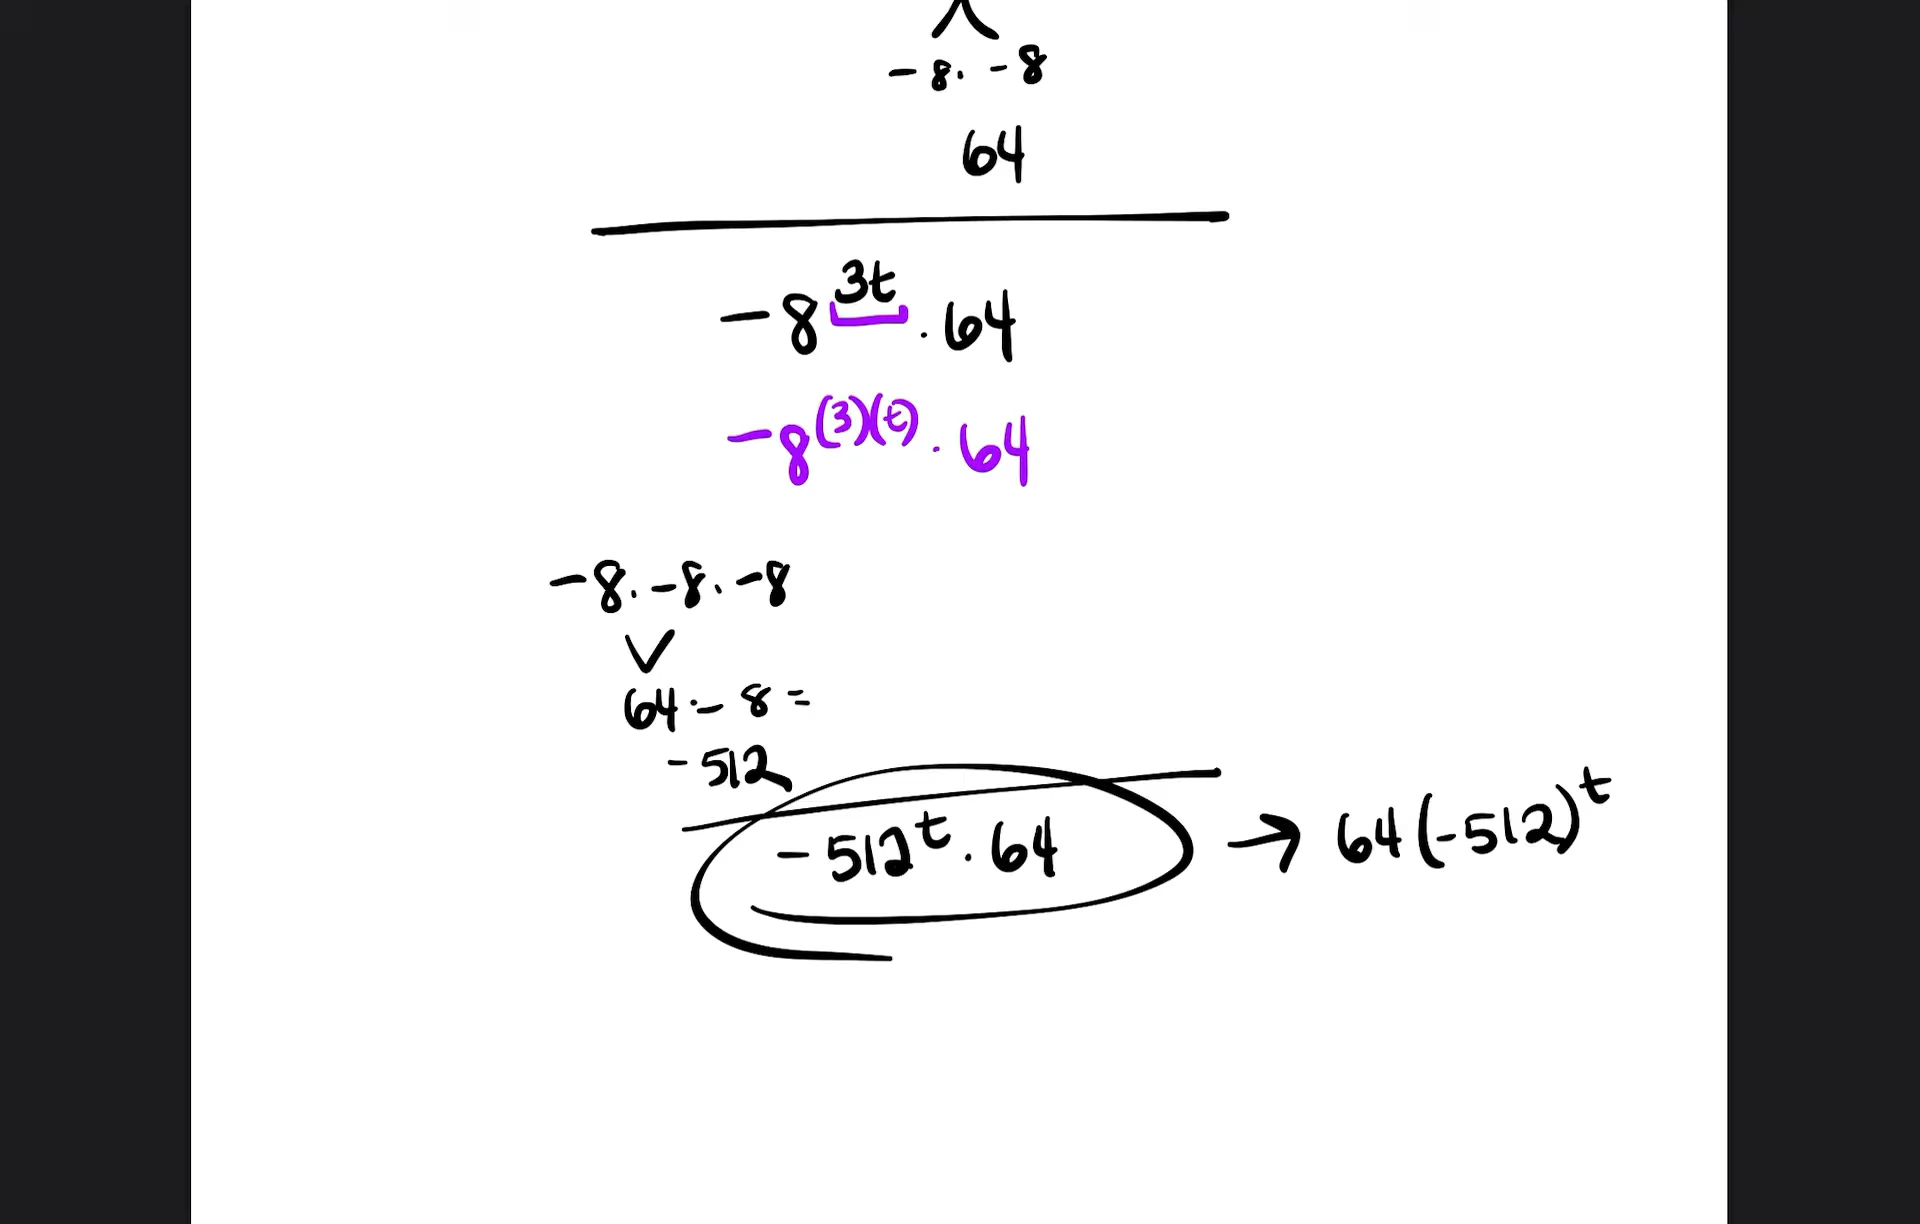 -8. -8
64
-8^3t . 64
-8^(3)(t) . 64
-8. -8. -8
64 · - 8 =
-512
-512^t . 64 → 64(-512)^t